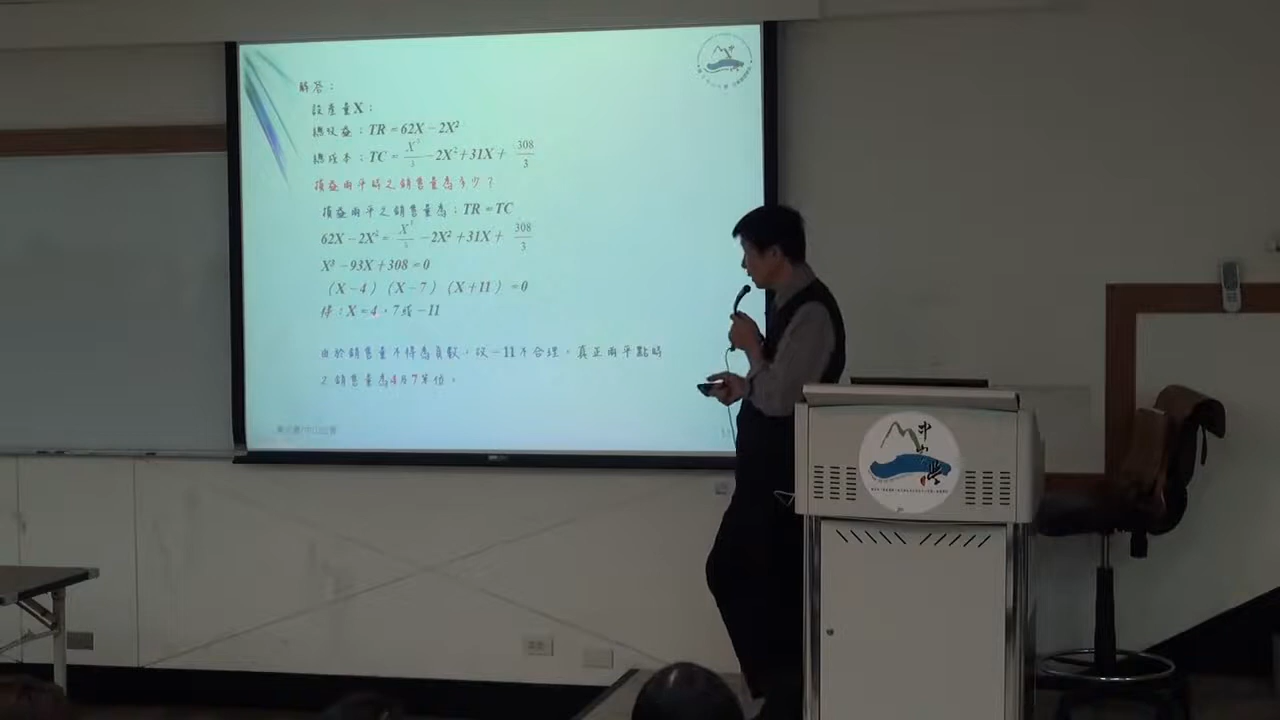 解答：
設產量X：
總收益：TR = 62X − 2X²
總成本：TC = X³/3 − 2X² + 31X + 308/3
損益兩平時之銷售量為多少？
損益兩平之銷售量為：TR = TC
62X − 2X² = X³/3 − 2X² + 31X + 308/3
X³ − 93X + 308 = 0
（X − 4）（X − 7）（X + 11）= 0
得：X = 4，7或 −11
由於銷售量不得為負數，故 −11不合理，真正兩平點時
之銷售量為4及7單位。
中
山